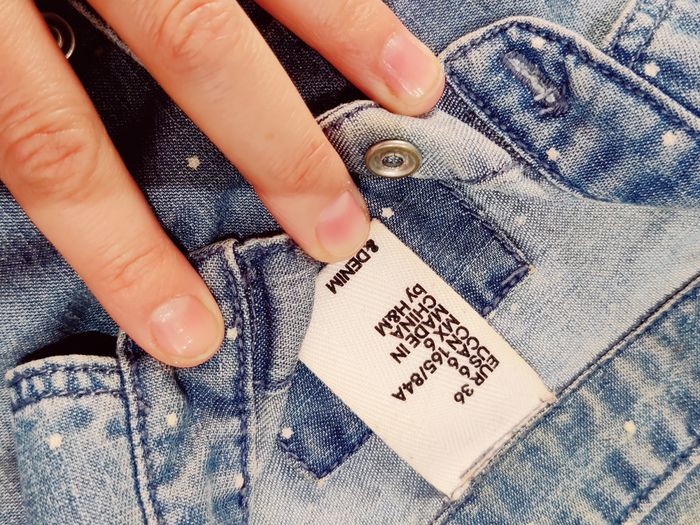 &DENIM
by H&M
MADE IN
CHINA
MX 6
CN 165/84A
CA 6
US 6
EUR 36